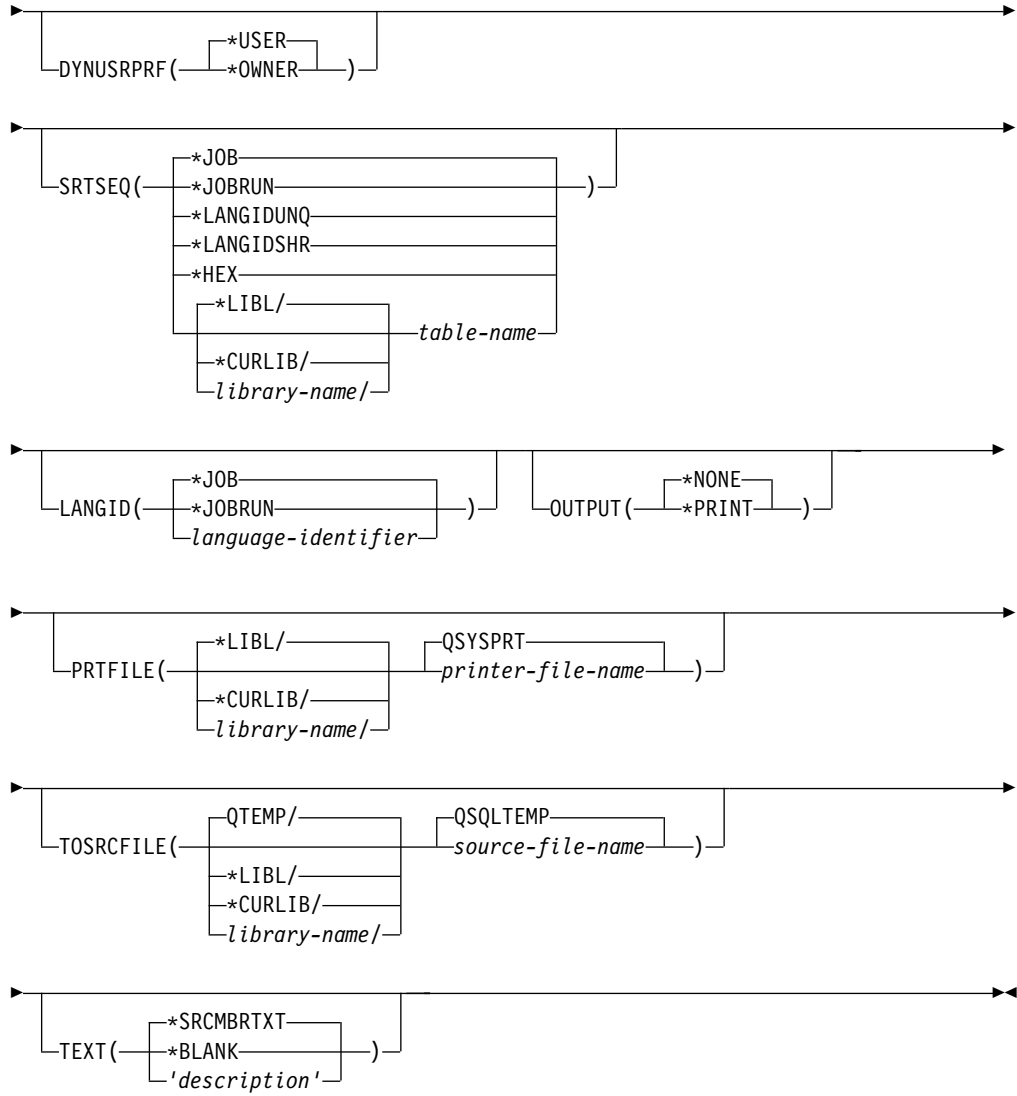 *USER
DYNUSRPRF( *OWNER )
*JOB
SRTSEQ( *JOBRUN )
*LANGIDUNQ
*LANGIDSHR
*HEX
*LIBL/
table-name
*CURLIB/
library-name/
*JOB *NONE
LANGID( *JOBRUN ) OUTPUT( *PRINT )
language-identifier
*LIBL/ QSYSPRT
PRTFILE( printer-file-name )
*CURLIB/
library-name/
QTEMP/ QSQLTEMP
TOSRCFILE( source-file-name )
*LIBL/
*CURLIB/
library-name/
*SRCMBRTXT
TEXT( *BLANK )
'description'